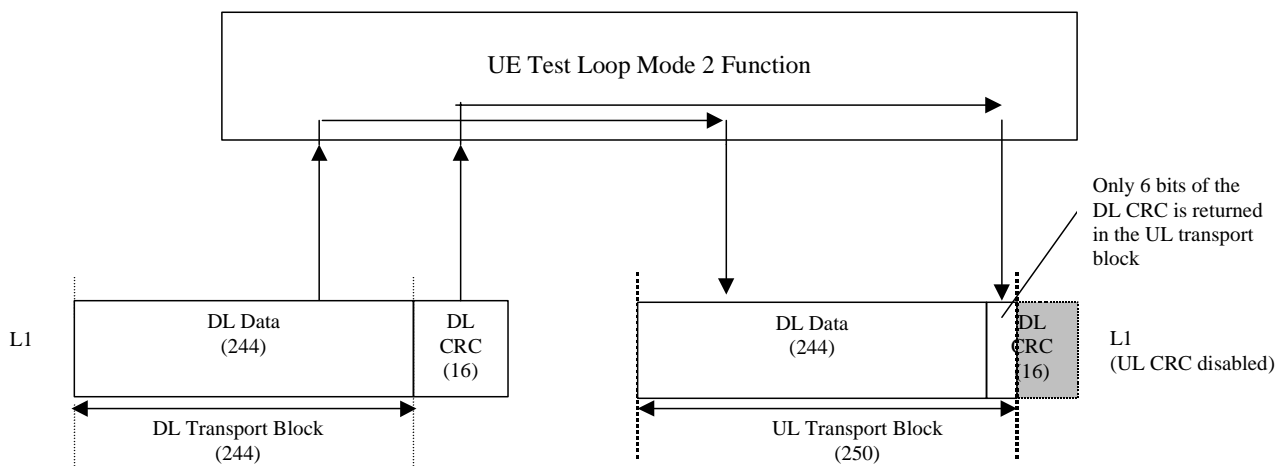 UE Test Loop Mode 2 Function
Only 6 bits of the
DL CRC is returned
in the UL transport
block
L1
DL Data
(244)
DL
CRC
(16)
DL Transport Block
(244)
DL Data
(244)
DL
CRC
(16)
UL Transport Block
(250)
L1
(UL CRC disabled)